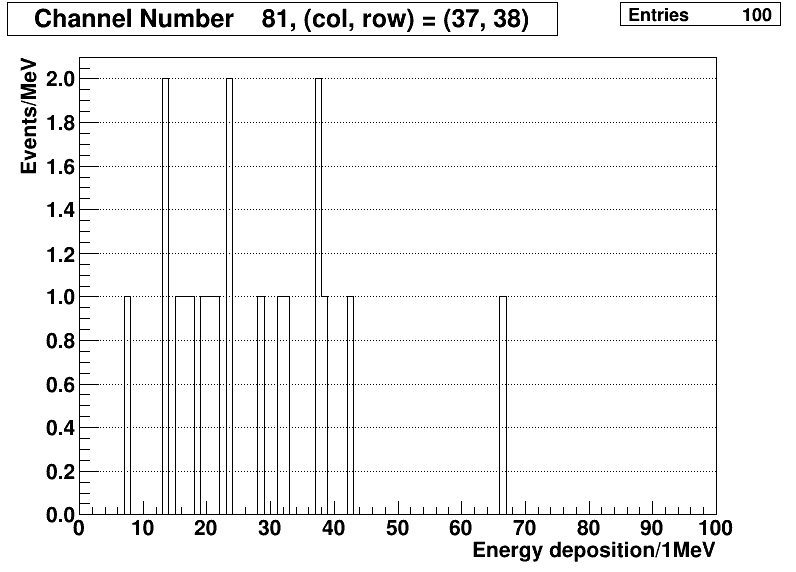 Channel Number 81, (col, row) = (37, 38)
Entries 100
Events/MeV
2.0
1.8
1.6
1.4
1.2
1.0
0.8
0.6
0.4
0.2
0.0
0 10 20 30 40 50 60 70 80 90 100
Energy deposition/1MeV